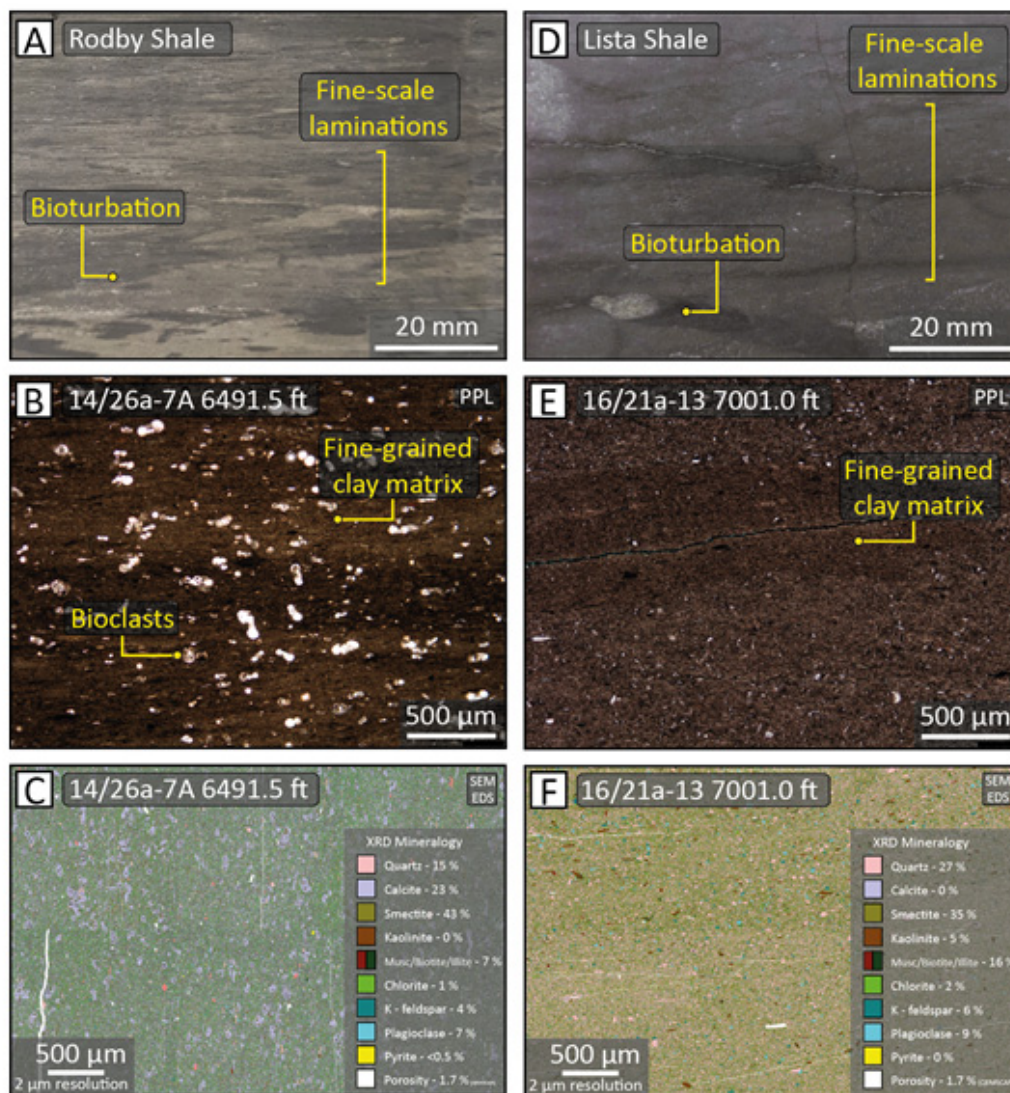 A Rodby Shale
Fine-scale
laminations
Bioturbation
20 mm
D Lista Shale
Fine-scale
laminations
Bioturbation
20 mm
B 14/26a-7A 6491.5 ft
PPL
Fine-grained
clay matrix
Bioclasts
500 µm
E 16/21a-13 7001.0 ft
PPL
Fine-grained
clay matrix
500 µm
C 14/26a-7A 6491.5 ft
SEM
EDS
XRD Mineralogy
Quartz - 15 %
Calcite - 23 %
Smectite - 43 %
Kaolinite - 0 %
Musc/Biotite/Illite - 7 %
Chlorite - 1 %
K - feldspar - 4 %
Plagioclase - 7 %
Pyrite - <0.5 %
Porosity - 1.7 %
500 µm
2 µm resolution
F 16/21a-13 7001.0 ft
SEM
EDS
XRD Mineralogy
Quartz - 27 %
Calcite - 0 %
Smectite - 35 %
Kaolinite - 5 %
Musc/Biotite/Illite - 16 %
Chlorite - 2 %
K - feldspar - 6 %
Plagioclase - 9 %
Pyrite - 0 %
Porosity - 1.7 %
500 µm
2 µm resolution